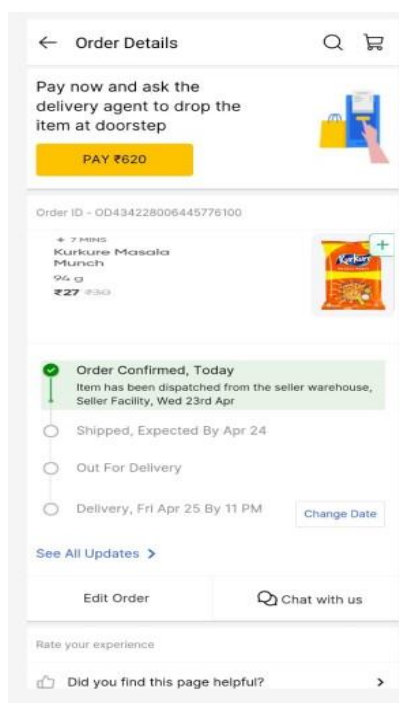 Order Details
Pay now and ask the
delivery agent to drop the
item at doorstep
PAY ₹620
Order ID - OD434228006445776100
7 MINS
Kurkure Masala
Munch
94 g
₹27 ₹30
Kurkure
Order Confirmed, Today
Item has been dispatched from the seller warehouse,
Seller Facility, Wed 23rd
Apr
Shipped, Expected By Apr 24
Out For Delivery
Delivery, Fri Apr 25 By 11 PM
Change Date
See All Updates
Edit Order
Chat with us
Rate your experience
Did you find this page helpful?